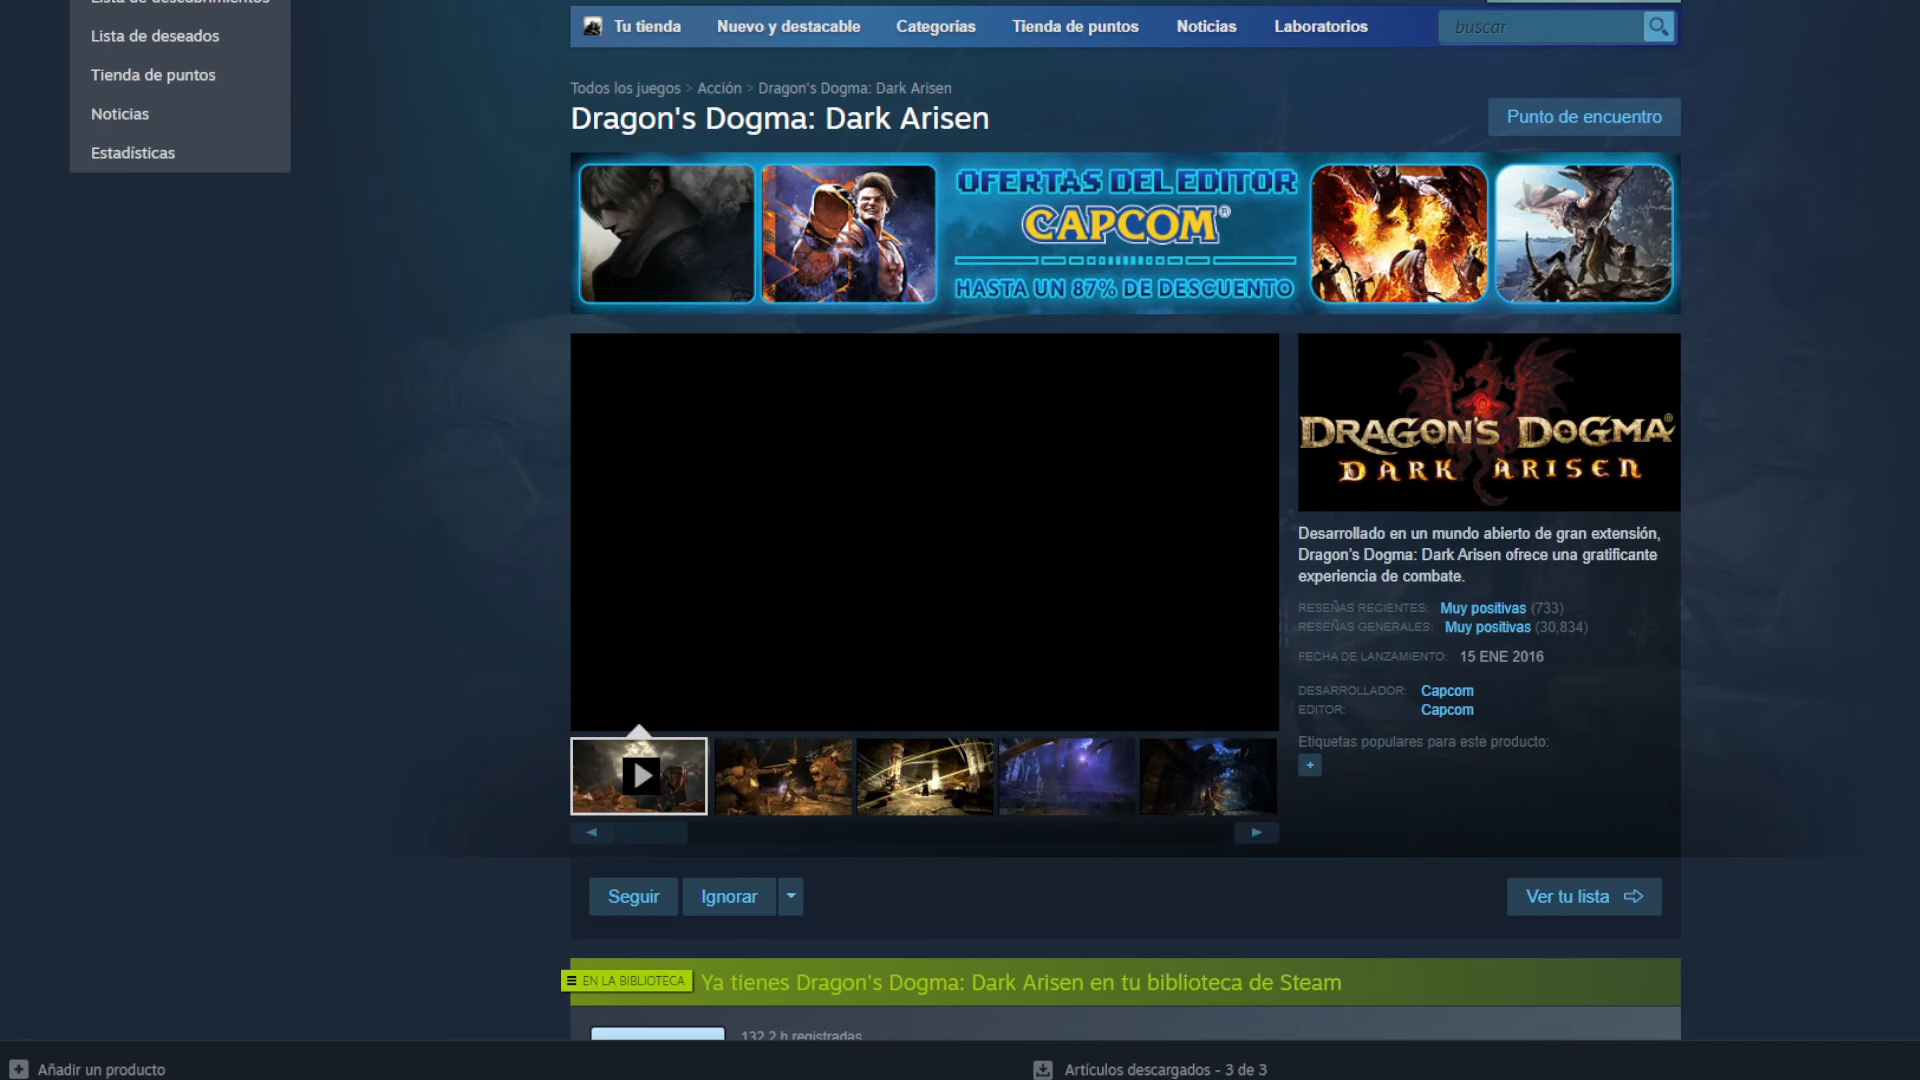 Lista de descubrimientos
Lista de deseados
Tienda de puntos
Noticias
Estadísticas
Tu tienda
Nuevo y destacable
Categorías
Tienda de puntos
Noticias
Laboratorios
buscar
Todos los juegos > Acción > Dragon's Dogma: Dark Arisen
Dragon's Dogma: Dark Arisen
Punto de encuentro
OFERTAS DEL EDITOR
CAPCOM®
HASTA UN 87% DE DESCUENTO
DRAGON'S DOGMA®
DARK ARISEN
Desarrollado en un mundo abierto de gran extensión,
Dragon's Dogma: Dark Arisen ofrece una gratificante
experiencia de combate.
RESEÑAS RECIENTES: Muy positivas (733)
RESEÑAS GENERALES: Muy positivas (30,834)
FECHA DE LANZAMIENTO: 15 ENE 2016
DESARROLLADOR: Capcom
EDITOR: Capcom
Etiquetas populares para este producto:
+
Seguir
Ignorar
Ver tu lista
EN LA BIBLIOTECA
Ya tienes Dragon's Dogma: Dark Arisen en tu biblioteca de Steam
132.2 h registradas
Añadir un producto
Artículos descargados - 3 de 3